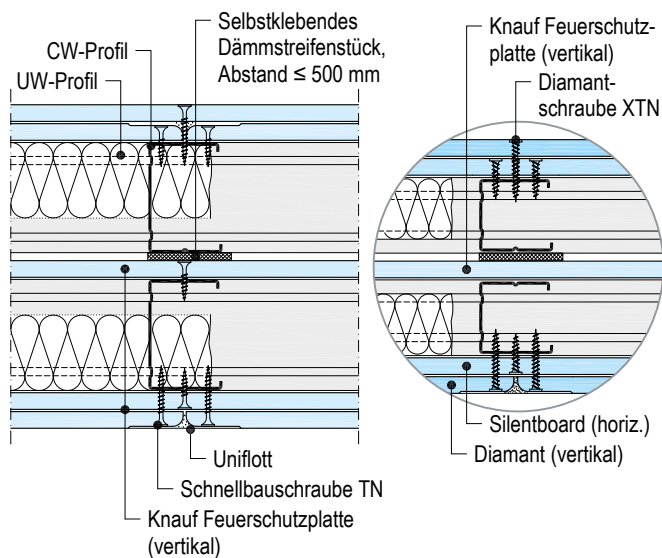 Selbstklebendes
Dämmstreifenstück,
Abstand ≤ 500 mm
CW-Profil
UW-Profil
Uniflott
Schnellbauschraube TN
Knauf Feuerschutzplatte
(vertikal)
Knauf Feuerschutz-
platte (vertikal)
Diamant-
schraube XTN
Silentboard (horiz.)
Diamant (vertikal)